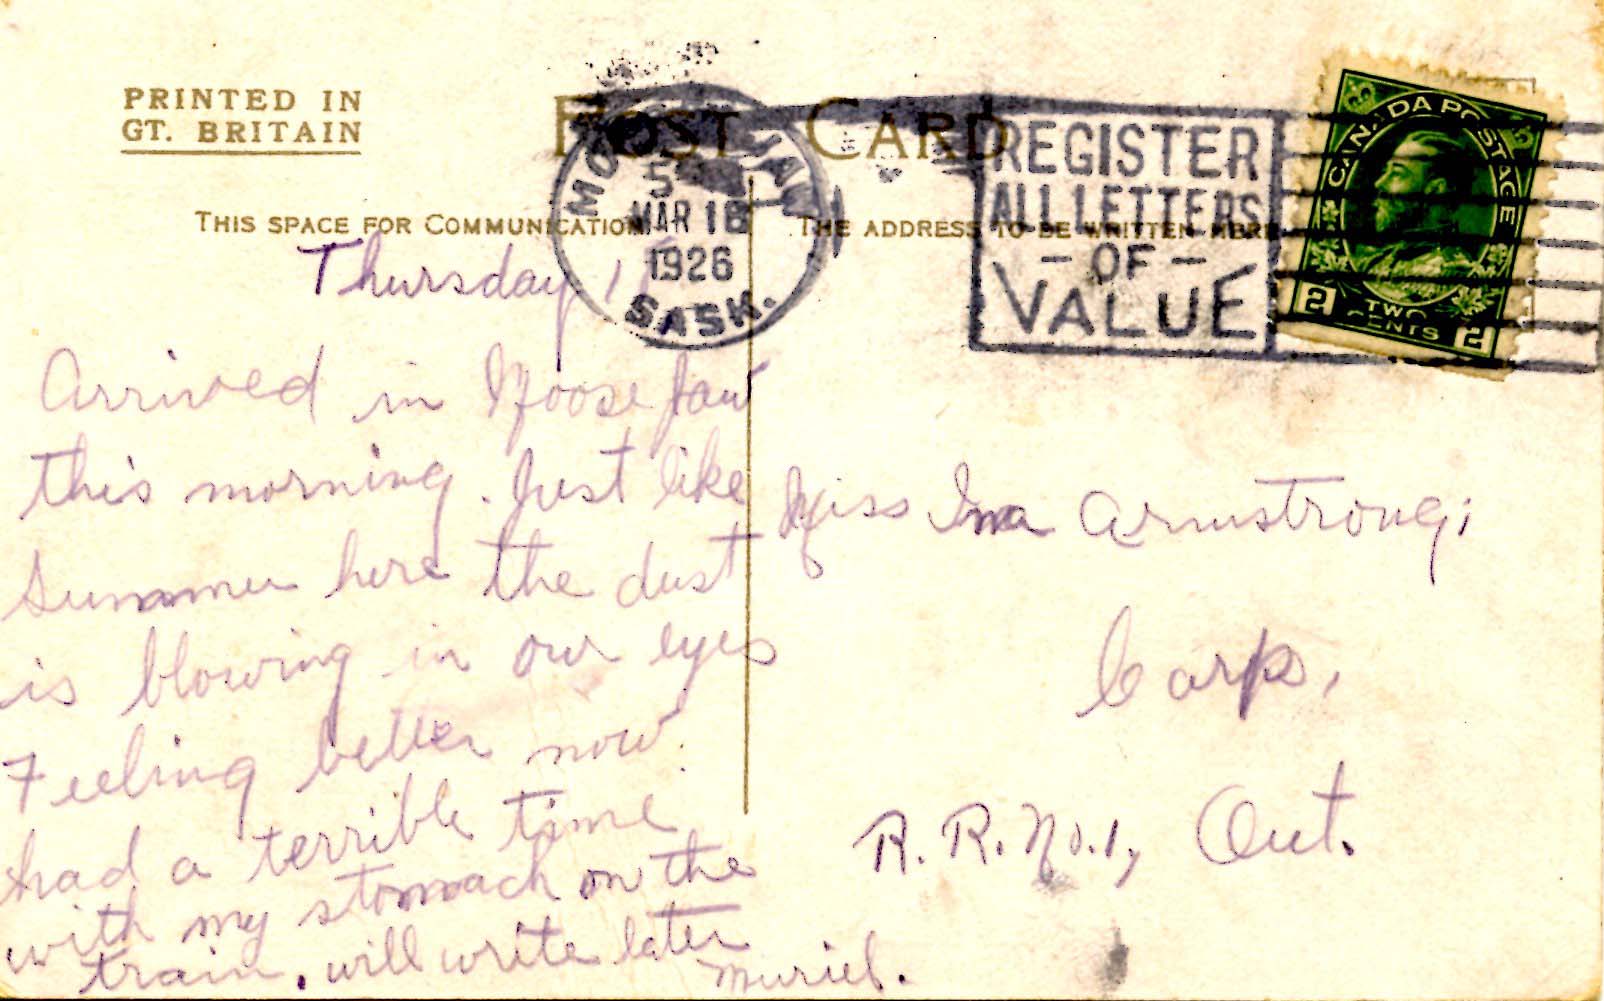 PRINTED IN
GT. BRITAIN
POST CARD
THIS SPACE FOR COMMUNICATION
THE ADDRESS TO BE WRITTEN HERE
MOOSE JAW
MAR 18
1926
SASK.
REGISTER
ALL LETTERS
- OF -
VALUE
CANADA POSTAGE
2 TWO CENTS 2
Thursday
Arrived in Moose Jaw
this morning. Just like
Summer here the dust
is blowing in our eyes
Feeling better now.
had a terrible time
with my stomach on the
train. will write later
Muriel.
Miss Ina Armstrong;
Carp,
R.R. No. 1, Ont.